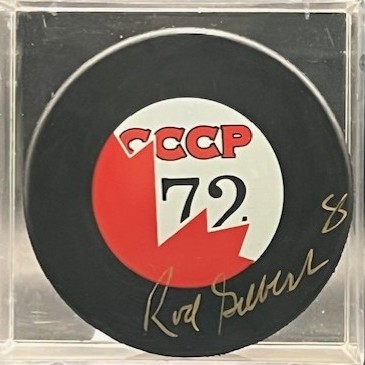 CCCP
72.
8
Rod Gilbert